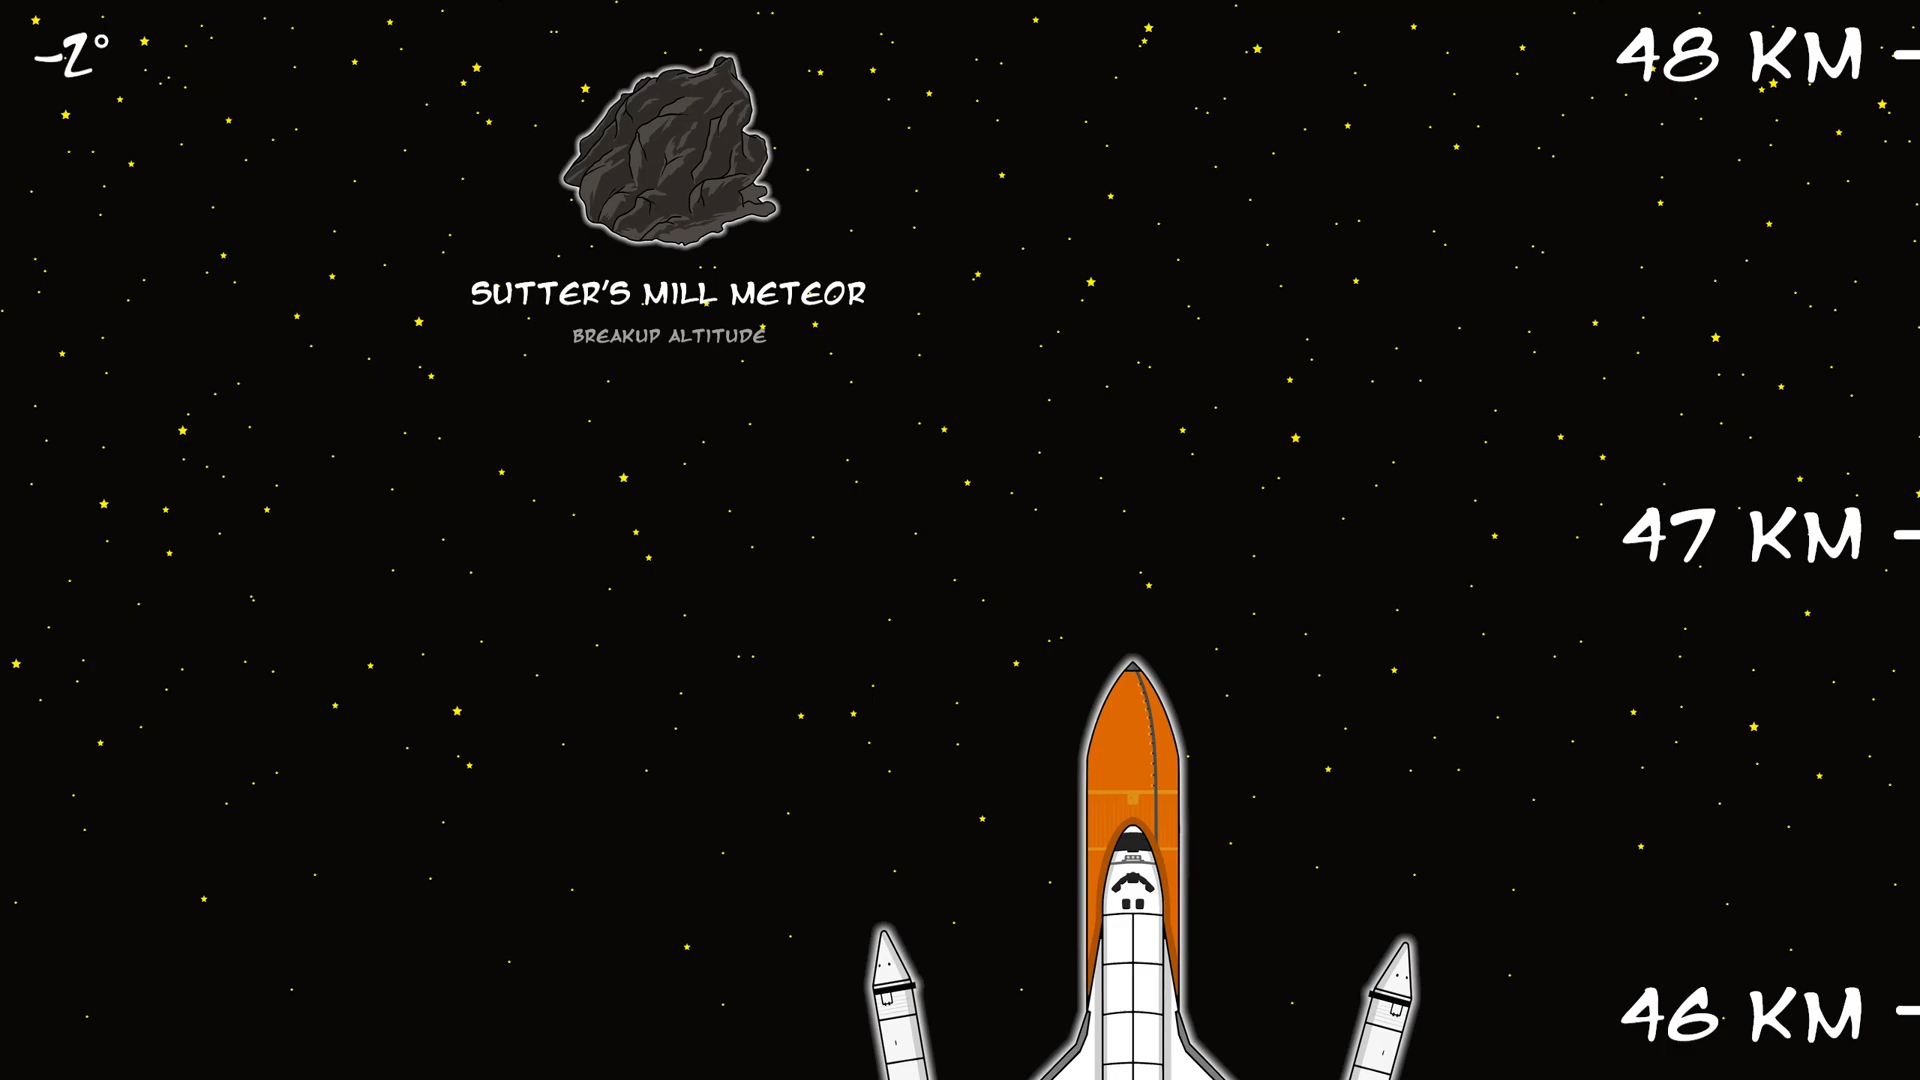 -2°
48 KM
SUTTER'S MILL METEOR
BREAKUP ALTITUDE
47 KM
46 KM